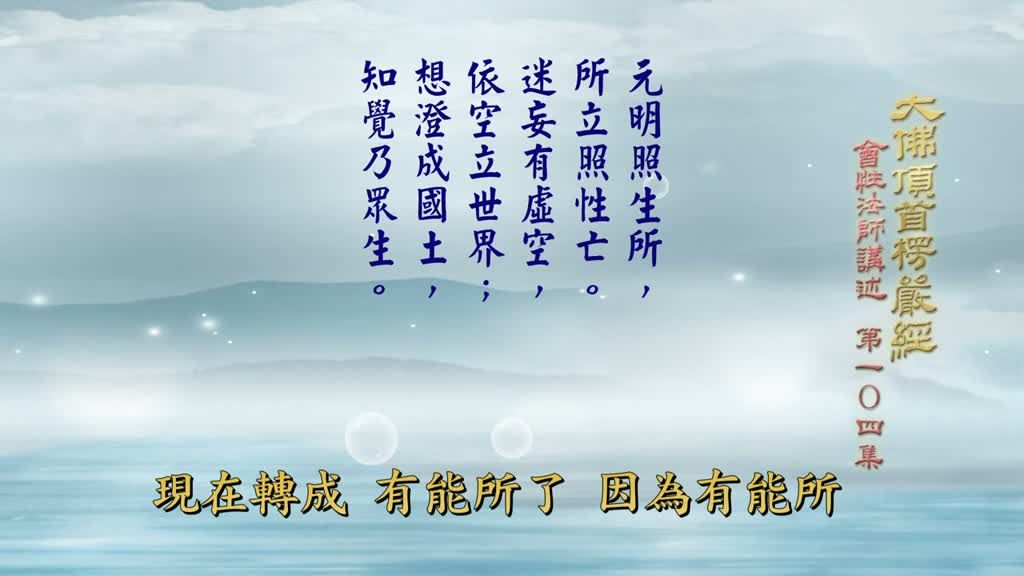 大佛頂首楞嚴經
會性法師講述 第一〇四集
元明照生所，
所立照性亡。
迷妄有虛空，
依空立世界；
想澄成國土，
知覺乃眾生。
現在轉成 有能所了 因為有能所